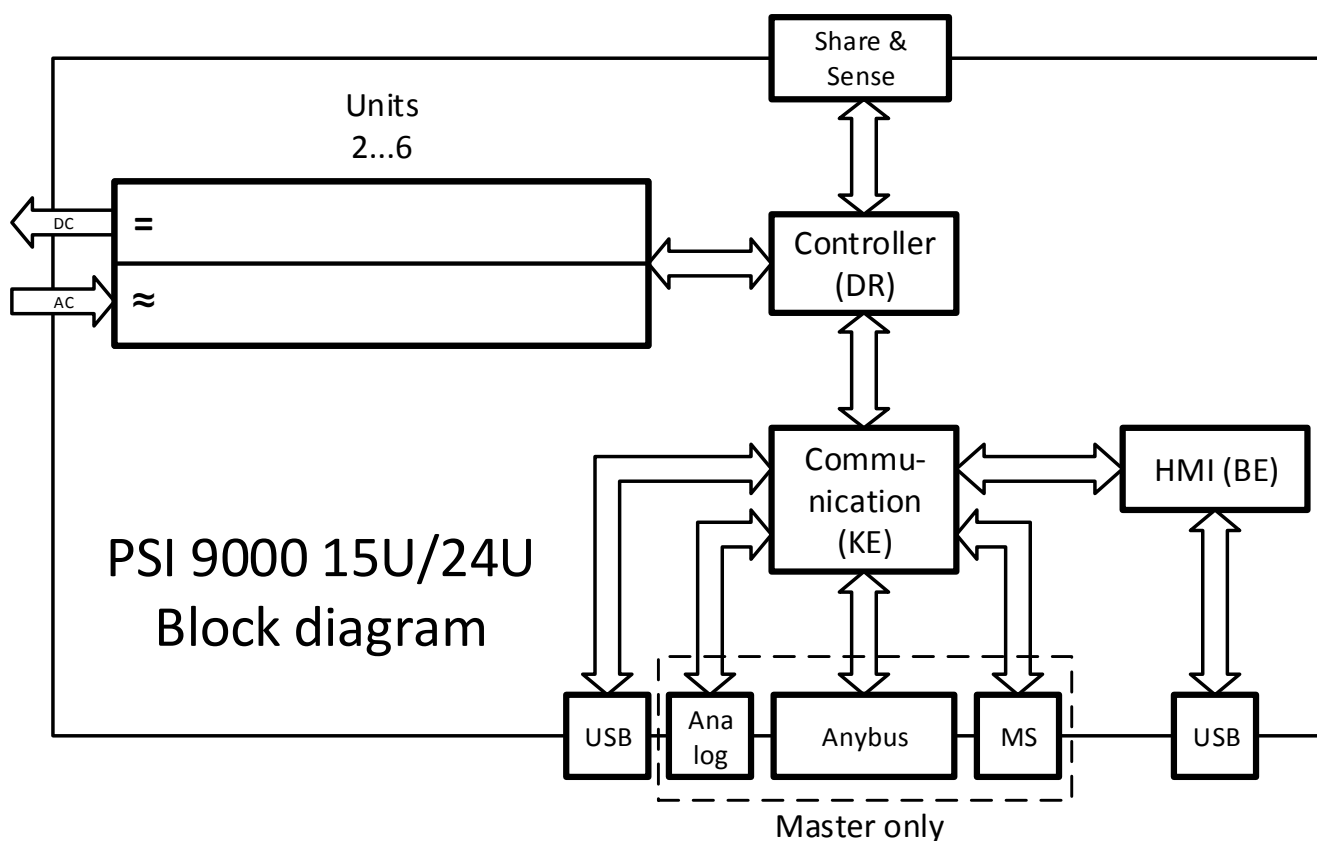 Share &
Sense
Units
2...6
DC
=
AC
≈
Controller
(DR)
Commu-
nication
(KE)
HMI (BE)
PSI 9000 15U/24U
Block diagram
USB
Ana
log
Anybus
MS
USB
Master only